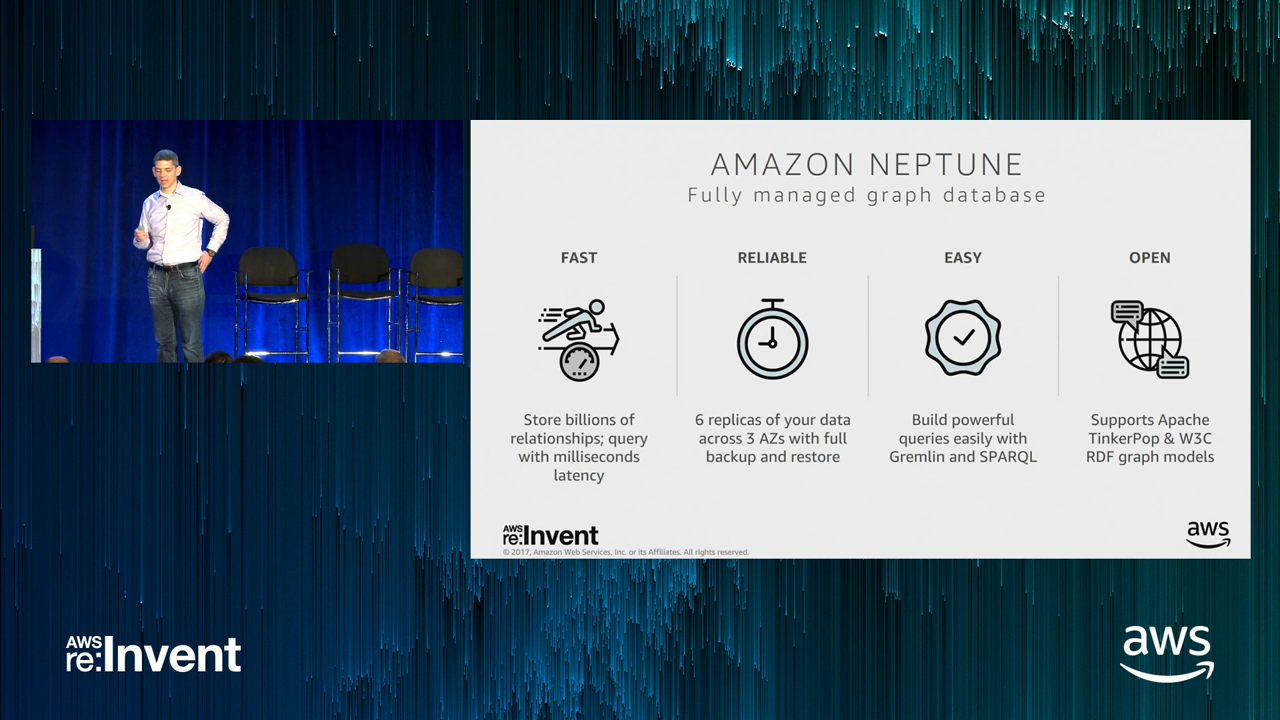 AMAZON NEPTUNE
Fully managed graph database
FAST
Store billions of
relationships; query
with milliseconds
latency
RELIABLE
6 replicas of your data
across 3 AZs with full
backup and restore
EASY
Build powerful
queries easily with
Gremlin and SPARQL
OPEN
Supports Apache
TinkerPop & W3C
RDF graph models
AWS
re:Invent
© 2017, Amazon Web Services, Inc. or its Affiliates. All rights reserved.
aws
AWS
re:Invent
aws